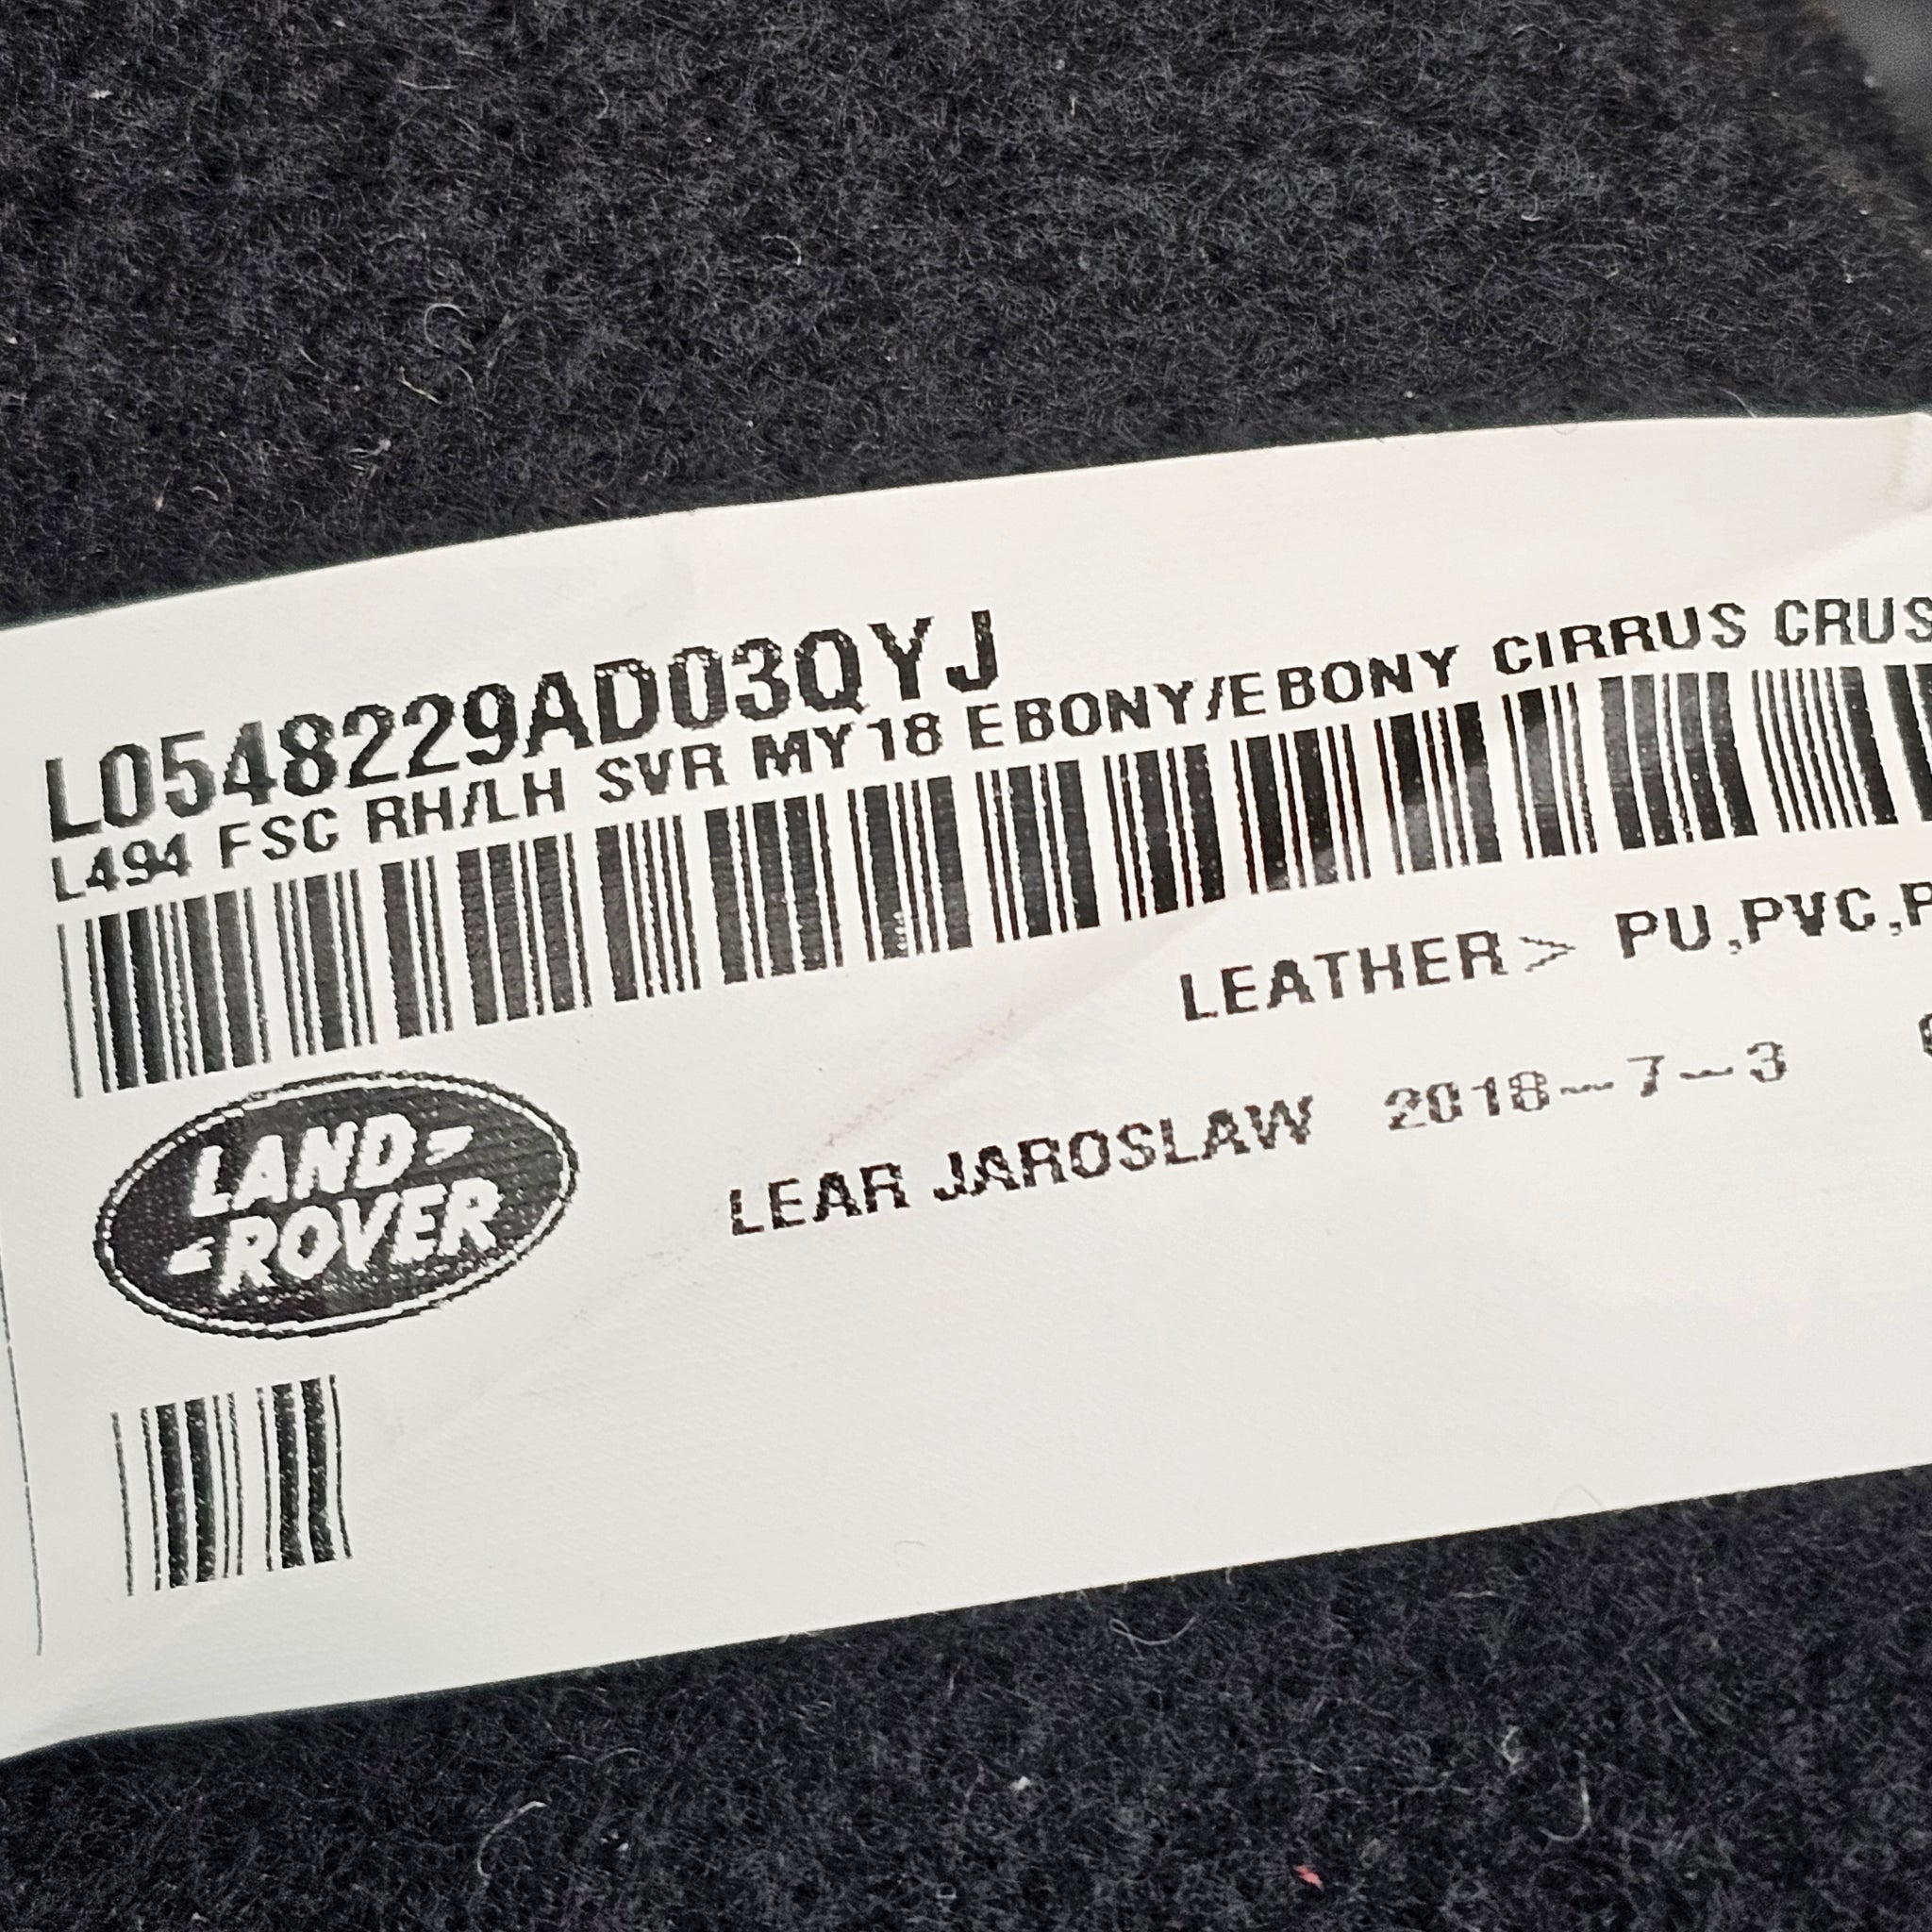 L0548229AD03QYJ
L494 FSC RH/LH SVR MY18 EBONY/EBONY CIRRUS CRUS
LEATHER> PU,PVC,P
LAND-
-ROVER
LEAR JAROSLAW 2018-7-3